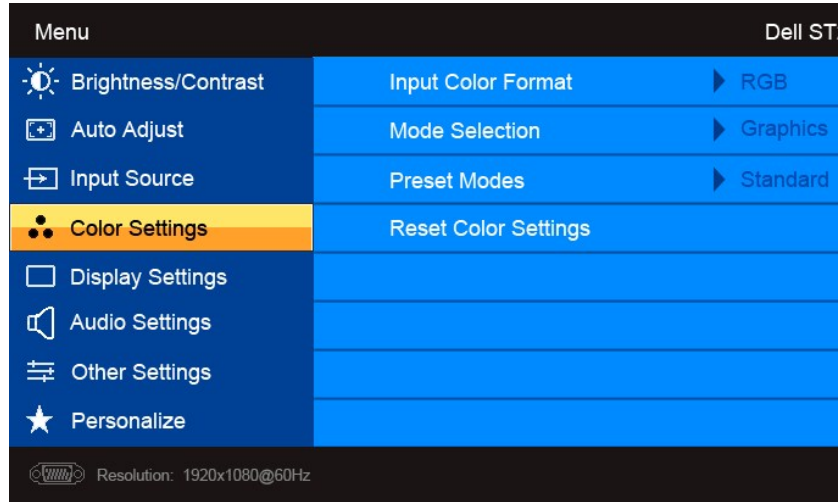 Menu
Dell ST
Brightness/Contrast
Auto Adjust
Input Source
Color Settings
Display Settings
Audio Settings
Other Settings
Personalize
Input Color Format RGB
Mode Selection Graphics
Preset Modes Standard
Reset Color Settings
Resolution: 1920x1080@60Hz